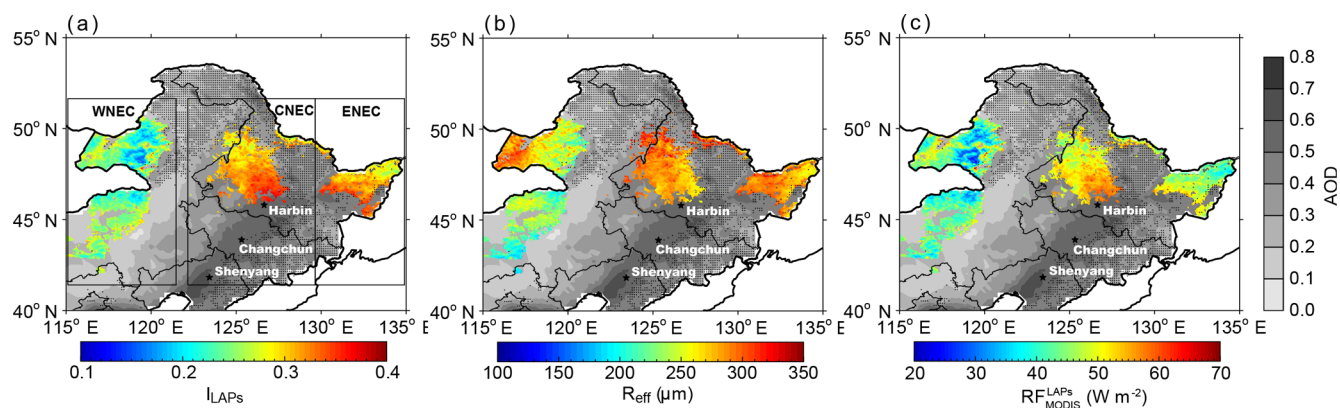 (a) (b) (c)
55° N 55° N 55° N 0.8
WNEC CNEC ENEC 0.7
50° N 50° N 50° N 0.6
0.5
Harbin Harbin Harbin 0.4 AOD
45° N 45° N 45° N
Changchun Changchun Changchun 0.3
Shenyang Shenyang Shenyang 0.2
0.1
40° N 40° N 40° N 0.0
115° E 120° E 125° E 130° E 135° E 115° E 120° E 125° E 130° E 135° E 115° E 120° E 125° E 130° E 135° E
0.1 0.2 0.3 0.4 100 150 200 250 300 350 20 30 40 50 60 70
I_LAPs R_eff (µm) RF_MODIS^LAPs (W m⁻²)